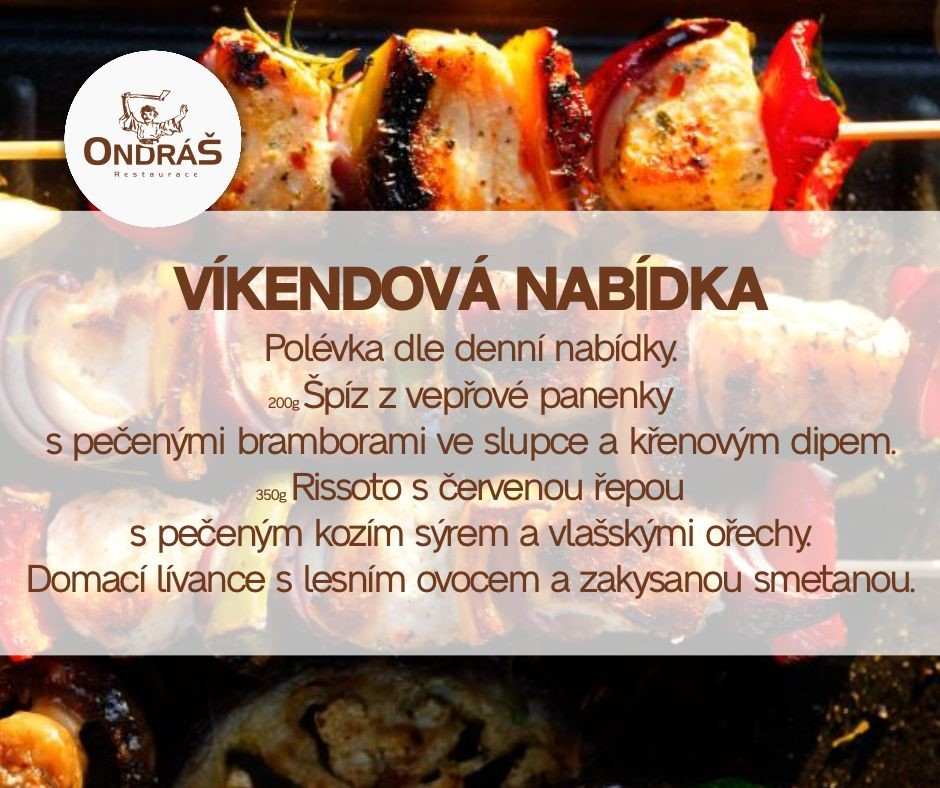 ONDRÁŠ
Restaurace
VÍKENDOVÁ NABÍDKA
Polévka dle denní nabídky.
200g Špíz z vepřové panenky
s pečenými bramborami ve slupce a křenovým dipem.
350g Rissoto s červenou řepou
s pečeným kozím sýrem a vlašskými ořechy.
Domací lívance s lesním ovocem a zakysanou smetanou.